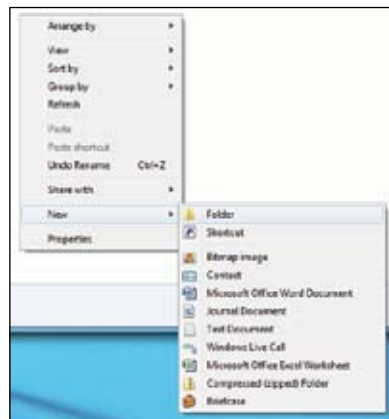 Arrange by
View
Sort by
Group by
Refresh
Paste
Paste shortcut
Undo Rename Ctrl+Z
Share with
New
Properties
Folder
Shortcut
Bitmap image
Contact
Microsoft Office Word Document
Journal Document
Text Document
Windows Live Call
Microsoft Office Excel Worksheet
Compressed (zipped) Folder
Briefcase